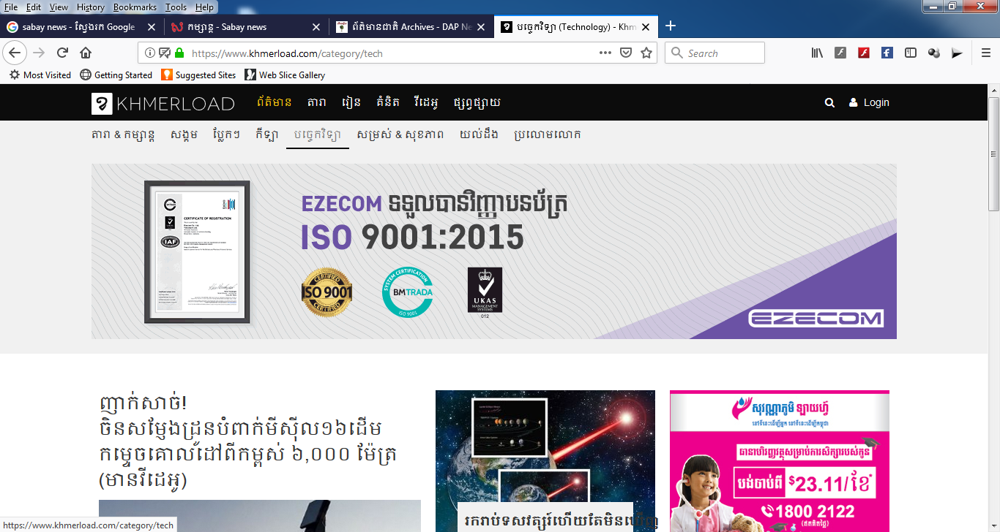 File Edit View History Bookmarks Tools Help
sabay news - ស្វែងរក Google
កម្សាន្ត - Sabay news
ព័ត៌មានជាតិ Archives - DAP Ne
បច្ចេកវិទ្យា (Technology) - Khm
https://www.khmerload.com/category/tech
Search
Most Visited Getting Started Suggested Sites Web Slice Gallery
KHMERLOAD ព័ត៌មាន តារា រៀន គំនិត វីដេអូ ផ្សព្វផ្សាយ Login
តារា & កម្សាន្ត សង្គម ប្លែកៗ កីឡា បច្ចេកវិទ្យា សម្រស់ & សុខភាព យល់ដឹង ប្រលោមលោក
CERTIFICATE OF REGISTRATION
IAF
EZECOM ទទួលបានវិញ្ញាបនប័ត្រ
ISO 9001:2015
CERTIFIED
ISO 9001
CERTIFIED
SYSTEM CERTIFICATION
BMTRADA
ISO 9001
UKAS
MANAGEMENT
SYSTEMS
012
EZECOM
ញាក់សាច់!
ចិនសម្ញែងដ្រនបំពាក់មីស៊ីល១៦ដើម
កម្ទេចគោលដៅពីកម្ពស់ ៦,០០០ ម៉ែត្រ
(មានវីដេអូ)
រករាប់ទសវត្សរ៍ហើយតែមិនឃើញ
សុវណ្ណភូមិ ឡាយហ្វ៍
នៅទីនេះដើម្បីអ្នក នៅទីនេះដើម្បីកម្ពុជា
ធានាហិរញ្ញវត្ថុសម្រាប់ការសិក្សារបស់កូន
បង់ចាប់ពី $23.11/ខែ*
1800 2122
(ឥតគិតថ្លៃ)
https://www.khmerload.com/category/tech